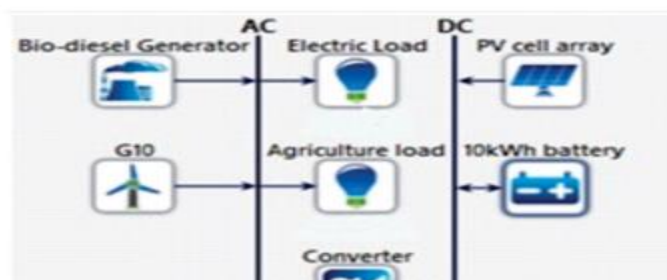 AC DC
Bio-diesel Generator Electric Load PV cell array
G10 Agriculture load 10kWh battery
Converter